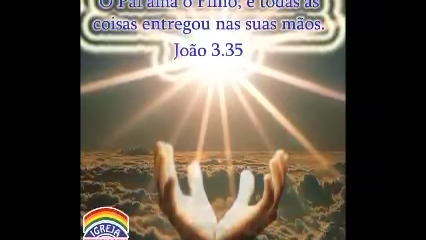 O Pai ama o Filho, e todas as
coisas entregou nas suas mãos.
João 3.35
IGREJA